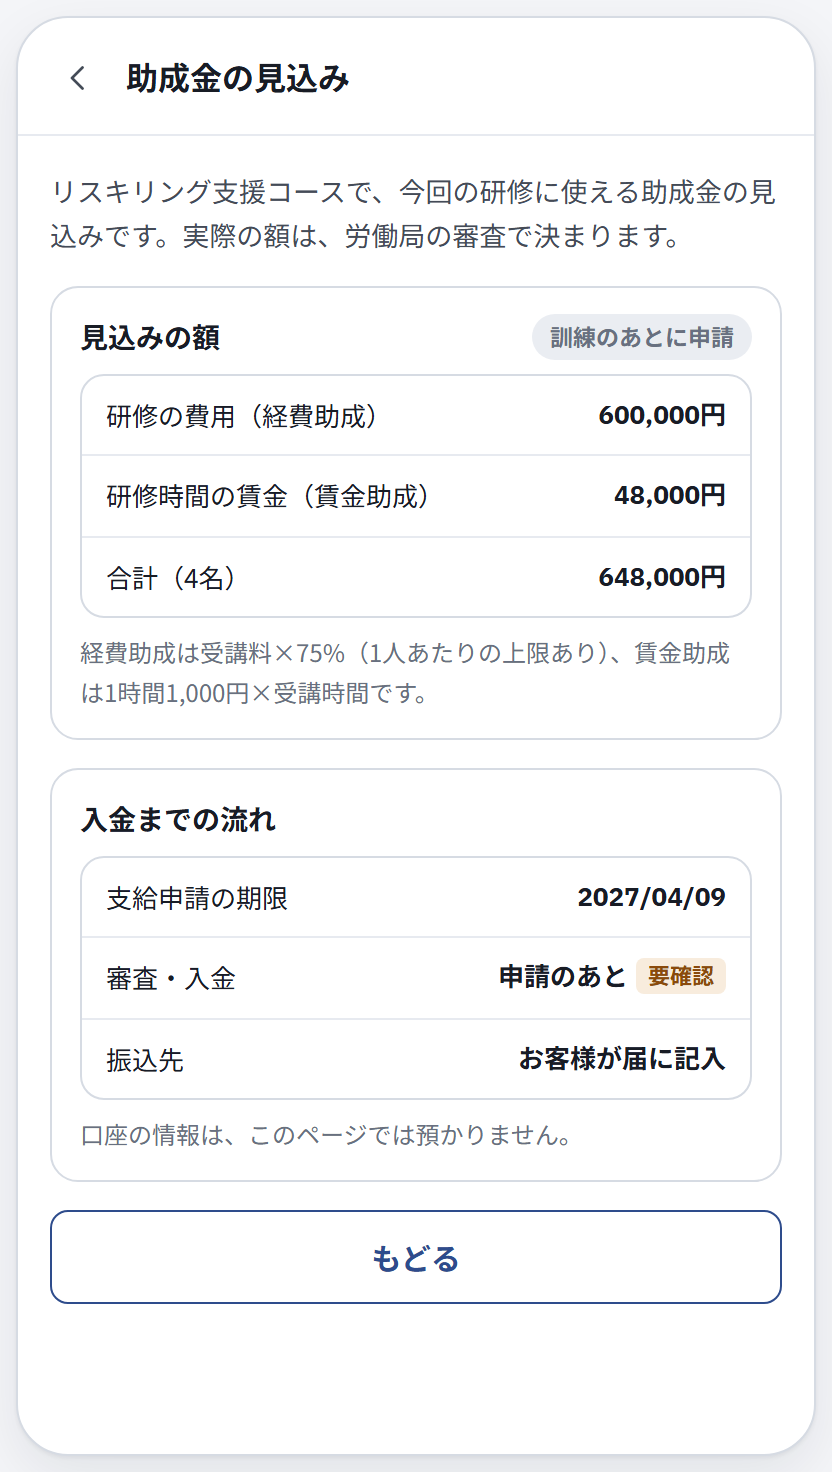 助成金の見込み
リスキリング支援コースで、今回の研修に使える助成金の見
込みです。実際の額は、労働局の審査で決まります。
見込みの額
訓練のあとに申請
研修の費用（経費助成） 600,000円
研修時間の賃金（賃金助成） 48,000円
合計（4名） 648,000円
経費助成は受講料×75%（1人あたりの上限あり）、賃金助成
は1時間1,000円×受講時間です。
入金までの流れ
支給申請の期限 2027/04/09
審査・入金 申請のあと 要確認
振込先 お客様が届に記入
口座の情報は、このページでは預かりません。
もどる